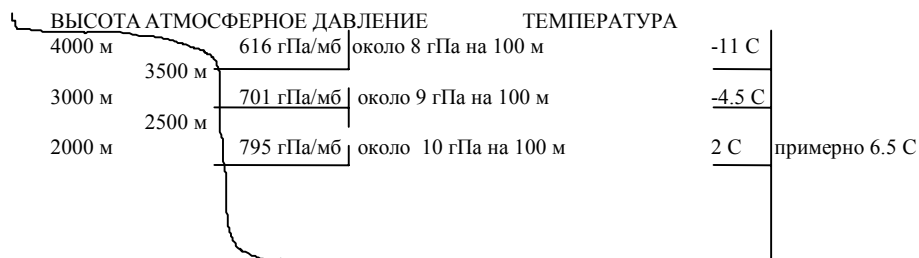 ВЫСОТА АТМОСФЕРНОЕ ДАВЛЕНИЕ ТЕМПЕРАТУРА
4000 м 616 гПа/мб около 8 гПа на 100 м -11 С
3500 м
3000 м 701 гПа/мб около 9 гПа на 100 м -4.5 С
2500 м
2000 м 795 гПа/мб около 10 гПа на 100 м 2 С примерно 6.5 С